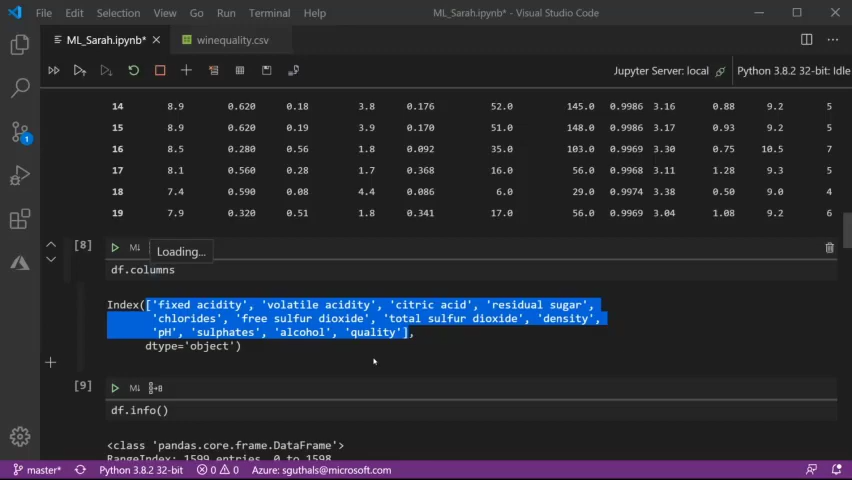 File Edit Selection View Go Run Terminal Help ML_Sarah.ipynb* - Visual Studio Code
ML_Sarah.ipynb* winequality.csv
Jupyter Server: local Python 3.8.2 32-bit: Idle
14 8.9 0.620 0.18 3.8 0.176 52.0 145.0 0.9986 3.16 0.88 9.2 5
15 8.9 0.620 0.19 3.9 0.170 51.0 148.0 0.9986 3.17 0.93 9.2 5
16 8.5 0.280 0.56 1.8 0.092 35.0 103.0 0.9969 3.30 0.75 10.5 7
17 8.1 0.560 0.28 1.7 0.368 16.0 56.0 0.9968 3.11 1.28 9.3 5
18 7.4 0.590 0.08 4.4 0.086 6.0 29.0 0.9974 3.38 0.50 9.0 4
19 7.9 0.320 0.51 1.8 0.341 17.0 56.0 0.9969 3.04 1.08 9.2 6
[8] M↓ Loading...
df.columns
Index(['fixed acidity', 'volatile acidity', 'citric acid', 'residual sugar',
'chlorides', 'free sulfur dioxide', 'total sulfur dioxide', 'density',
'pH', 'sulphates', 'alcohol', 'quality'],
dtype='object')
[9] M↓
df.info()
<class 'pandas.core.frame.DataFrame'>
RangeIndex: 1599 entries, 0 to 1598
1
master* Python 3.8.2 32-bit 0 0 Azure: sguthals@microsoft.com